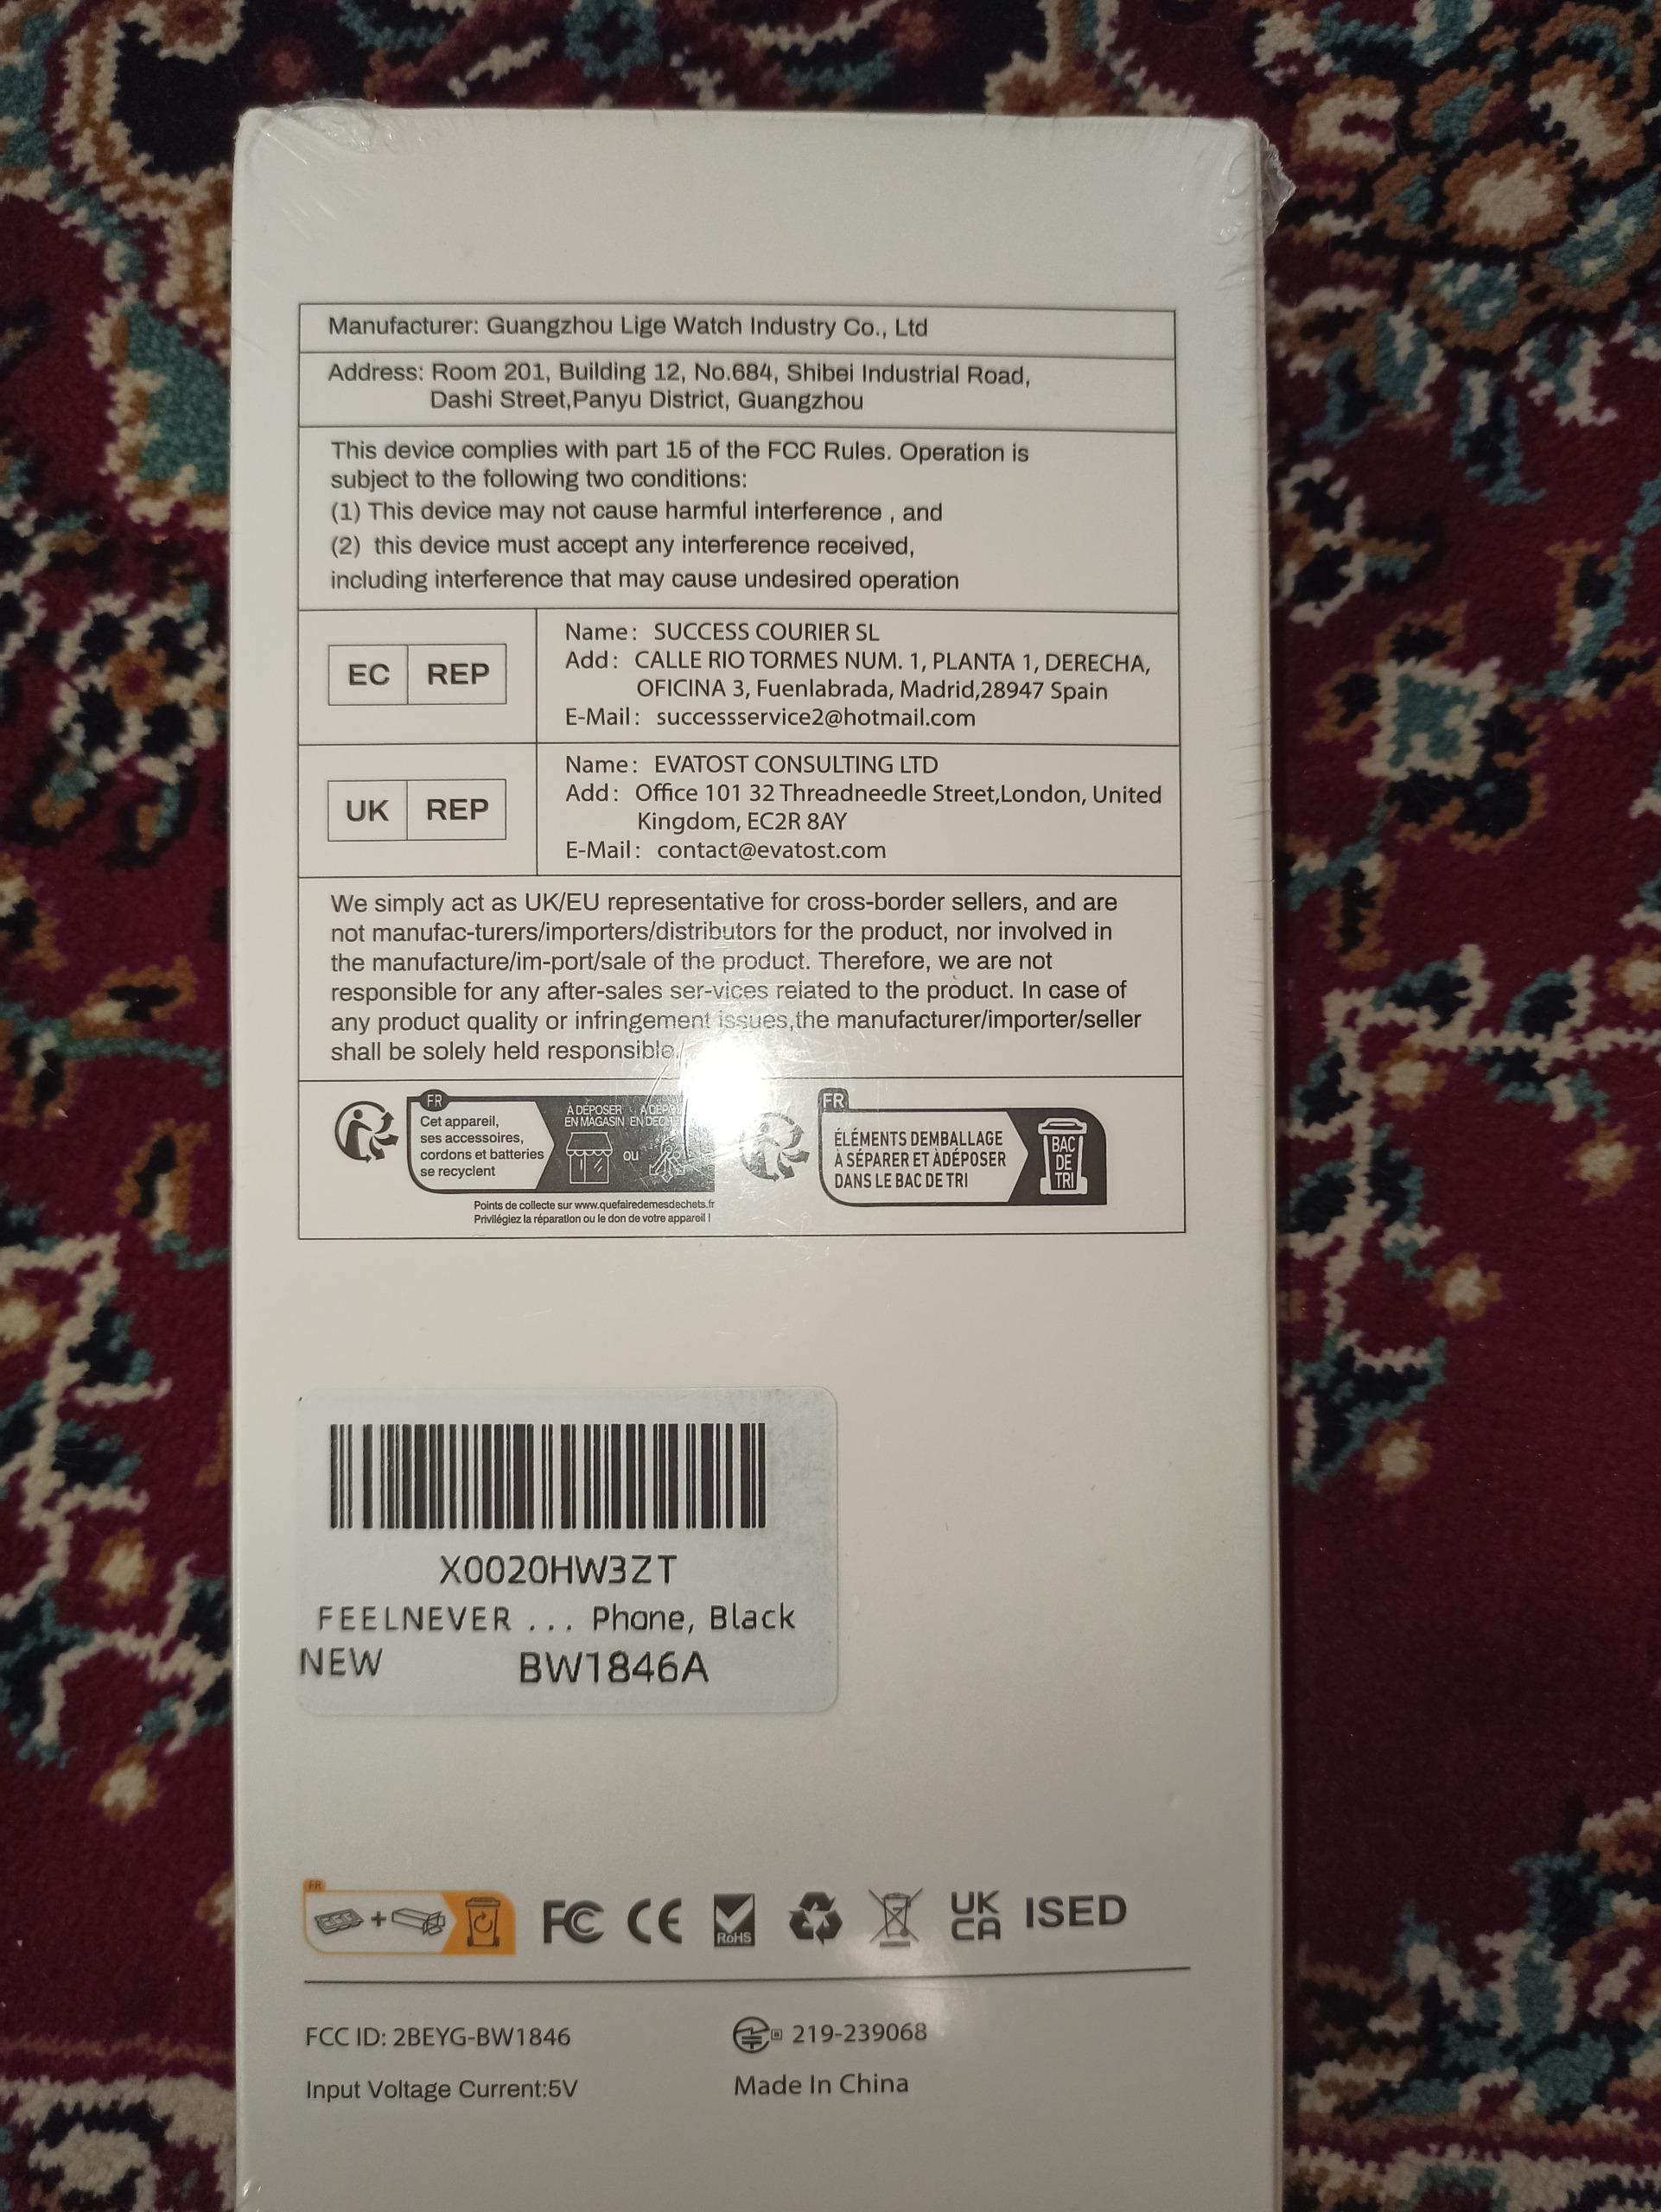 Manufacturer: Guangzhou Lige Watch Industry Co., Ltd
Address: Room 201, Building 12, No.684, Shibei Industrial Road,
Dashi Street,Panyu District, Guangzhou
This device complies with part 15 of the FCC Rules. Operation is
subject to the following two conditions:
(1) This device may not cause harmful interference , and
(2) this device must accept any interference received,
including interference that may cause undesired operation
EC REP
Name: SUCCESS COURIER SL
Add: CALLE RIO TORMES NUM. 1, PLANTA 1, DERECHA,
OFICINA 3, Fuenlabrada, Madrid,28947 Spain
E-Mail: successservice2@hotmail.com
UK REP
Name: EVATOST CONSULTING LTD
Add: Office 101 32 Threadneedle Street,London, United
Kingdom, EC2R 8AY
E-Mail: contact@evatost.com
We simply act as UK/EU representative for cross-border sellers, and are
not manufac-turers/importers/distributors for the product, nor involved in
the manufacture/im-port/sale of the product. Therefore, we are not
responsible for any after-sales ser-vices related to the product. In case of
any product quality or infringement issues,the manufacturer/importer/seller
shall be solely held responsible.
FR
Cet appareil,
ses accessoires,
cordons et batteries
se recyclent
À DÉPOSER
EN MAGASIN
ou
Points de collecte sur www.quefairedemesdechets.fr
Privilégiez la réparation ou le don de votre appareil !
FR
ÉLÉMENTS DEMBALLAGE
À SÉPARER ET ÀDÉPOSER
DANS LE BAC DE TRI
BAC
DE
TRI
X0020HW3ZT
FEELNEVER ... Phone, Black
NEW BW1846A
FR
FC CE RoHS UK CA ISED
FCC ID: 2BEYG-BW1846
R 219-239068
Input Voltage Current:5V
Made In China